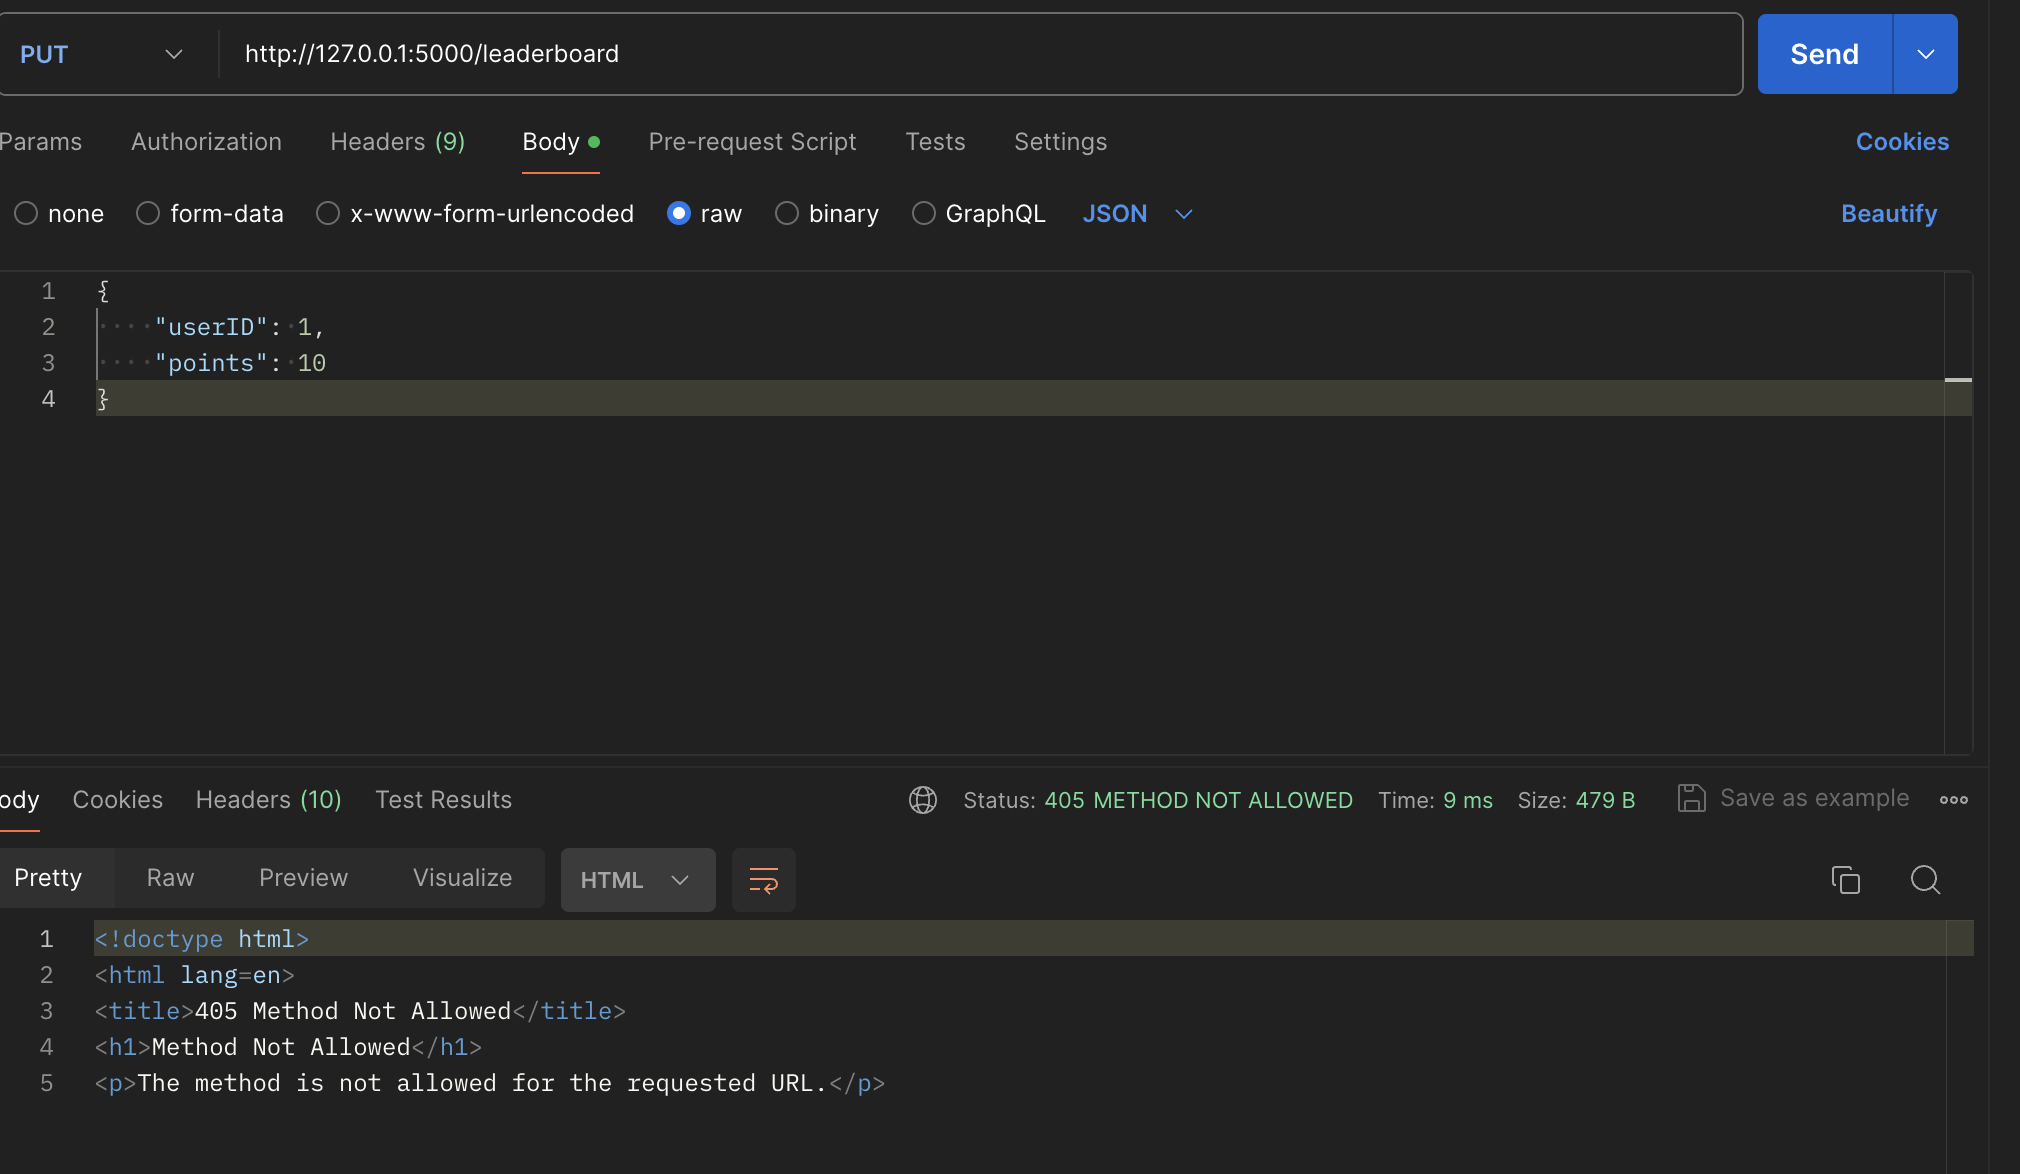 PUT http://127.0.0.1:5000/leaderboard Send
Params Authorization Headers (9) Body Pre-request Script Tests Settings Cookies
none form-data x-www-form-urlencoded raw binary GraphQL JSON Beautify
1 {
2 "userID": 1,
3 "points": 10
4 }
ody Cookies Headers (10) Test Results Status: 405 METHOD NOT ALLOWED Time: 9 ms Size: 479 B Save as example
Pretty Raw Preview Visualize HTML
1 <!doctype html>
2 <html lang=en>
3 <title>405 Method Not Allowed</title>
4 <h1>Method Not Allowed</h1>
5 <p>The method is not allowed for the requested URL.</p>